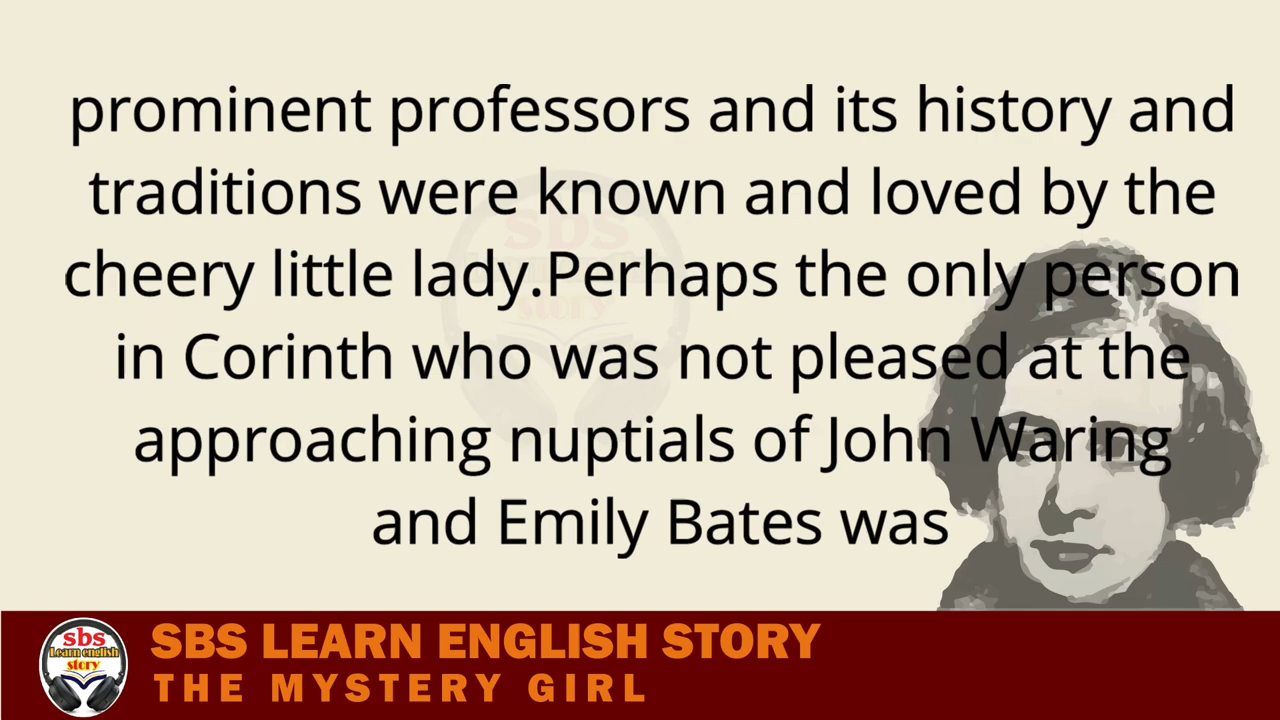 prominent professors and its history and
traditions were known and loved by the
cheery little lady.Perhaps the only person
in Corinth who was not pleased at the
approaching nuptials of John Waring
and Emily Bates was
sbs
Learn english
story
SBS LEARN ENGLISH STORY
THE MYSTERY GIRL